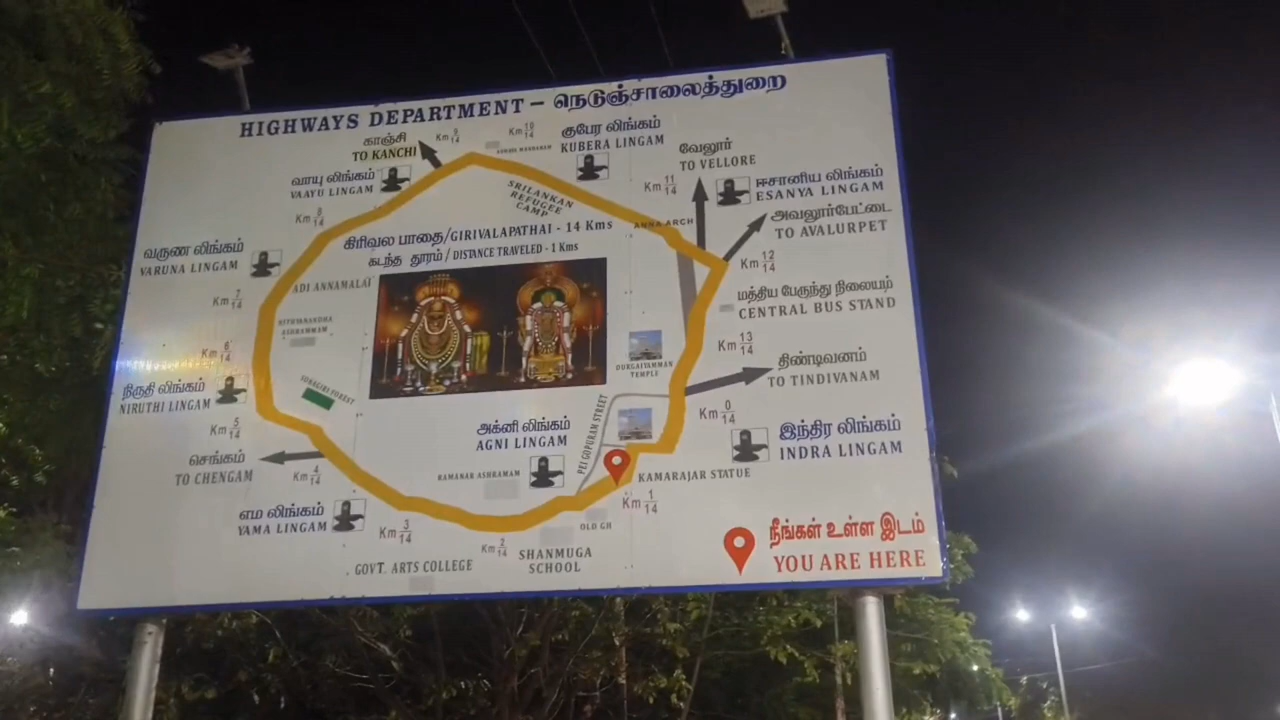 HIGHWAYS DEPARTMENT – நெடுஞ்சாலைத்துறை
காஞ்சி
TO KANCHI
Km 9/14
Km 10/14
குபேர லிங்கம்
KUBERA LINGAM
வேலூர்
TO VELLORE
வாயு லிங்கம்
VAAYU LINGAM
Km 11/14
ஈசானிய லிங்கம்
ESANYA LINGAM
SRILANKAN
REFUGEE
CAMP
Km 8/14
ANNA ARCH
அவலூர்பேட்டை
TO AVALURPET
கிரிவல பாதை/GIRIVALAPATHAI - 14 Kms
கடந்த தூரம் / DISTANCE TRAVELED - 1 Kms
வருண லிங்கம்
VARUNA LINGAM
Km 12/14
ADI ANNAMALAI
மத்திய பேருந்து நிலையம்
CENTRAL BUS STAND
Km 7/14
NITHYANANDHA
ASHRAMMAM
Km 13/14
Km 6/14
DURGAIYAMMAN
TEMPLE
திண்டிவனம்
TO TINDIVANAM
நிருதி லிங்கம்
NIRUTHI LINGAM
SONAGIRI FOREST
PEI GOPURAM STREET
Km 0/14
Km 5/14
அக்னி லிங்கம்
AGNI LINGAM
இந்திர லிங்கம்
INDRA LINGAM
செங்கம்
TO CHENGAM
Km 4/14
RAMANAR ASHRAMAM
KAMARAJAR STATUE
Km 1/14
எம லிங்கம்
YAMA LINGAM
Km 3/14
OLD GH
Km 2/14
SHANMUGA
SCHOOL
GOVT. ARTS COLLEGE
நீங்கள் உள்ள இடம்
YOU ARE HERE